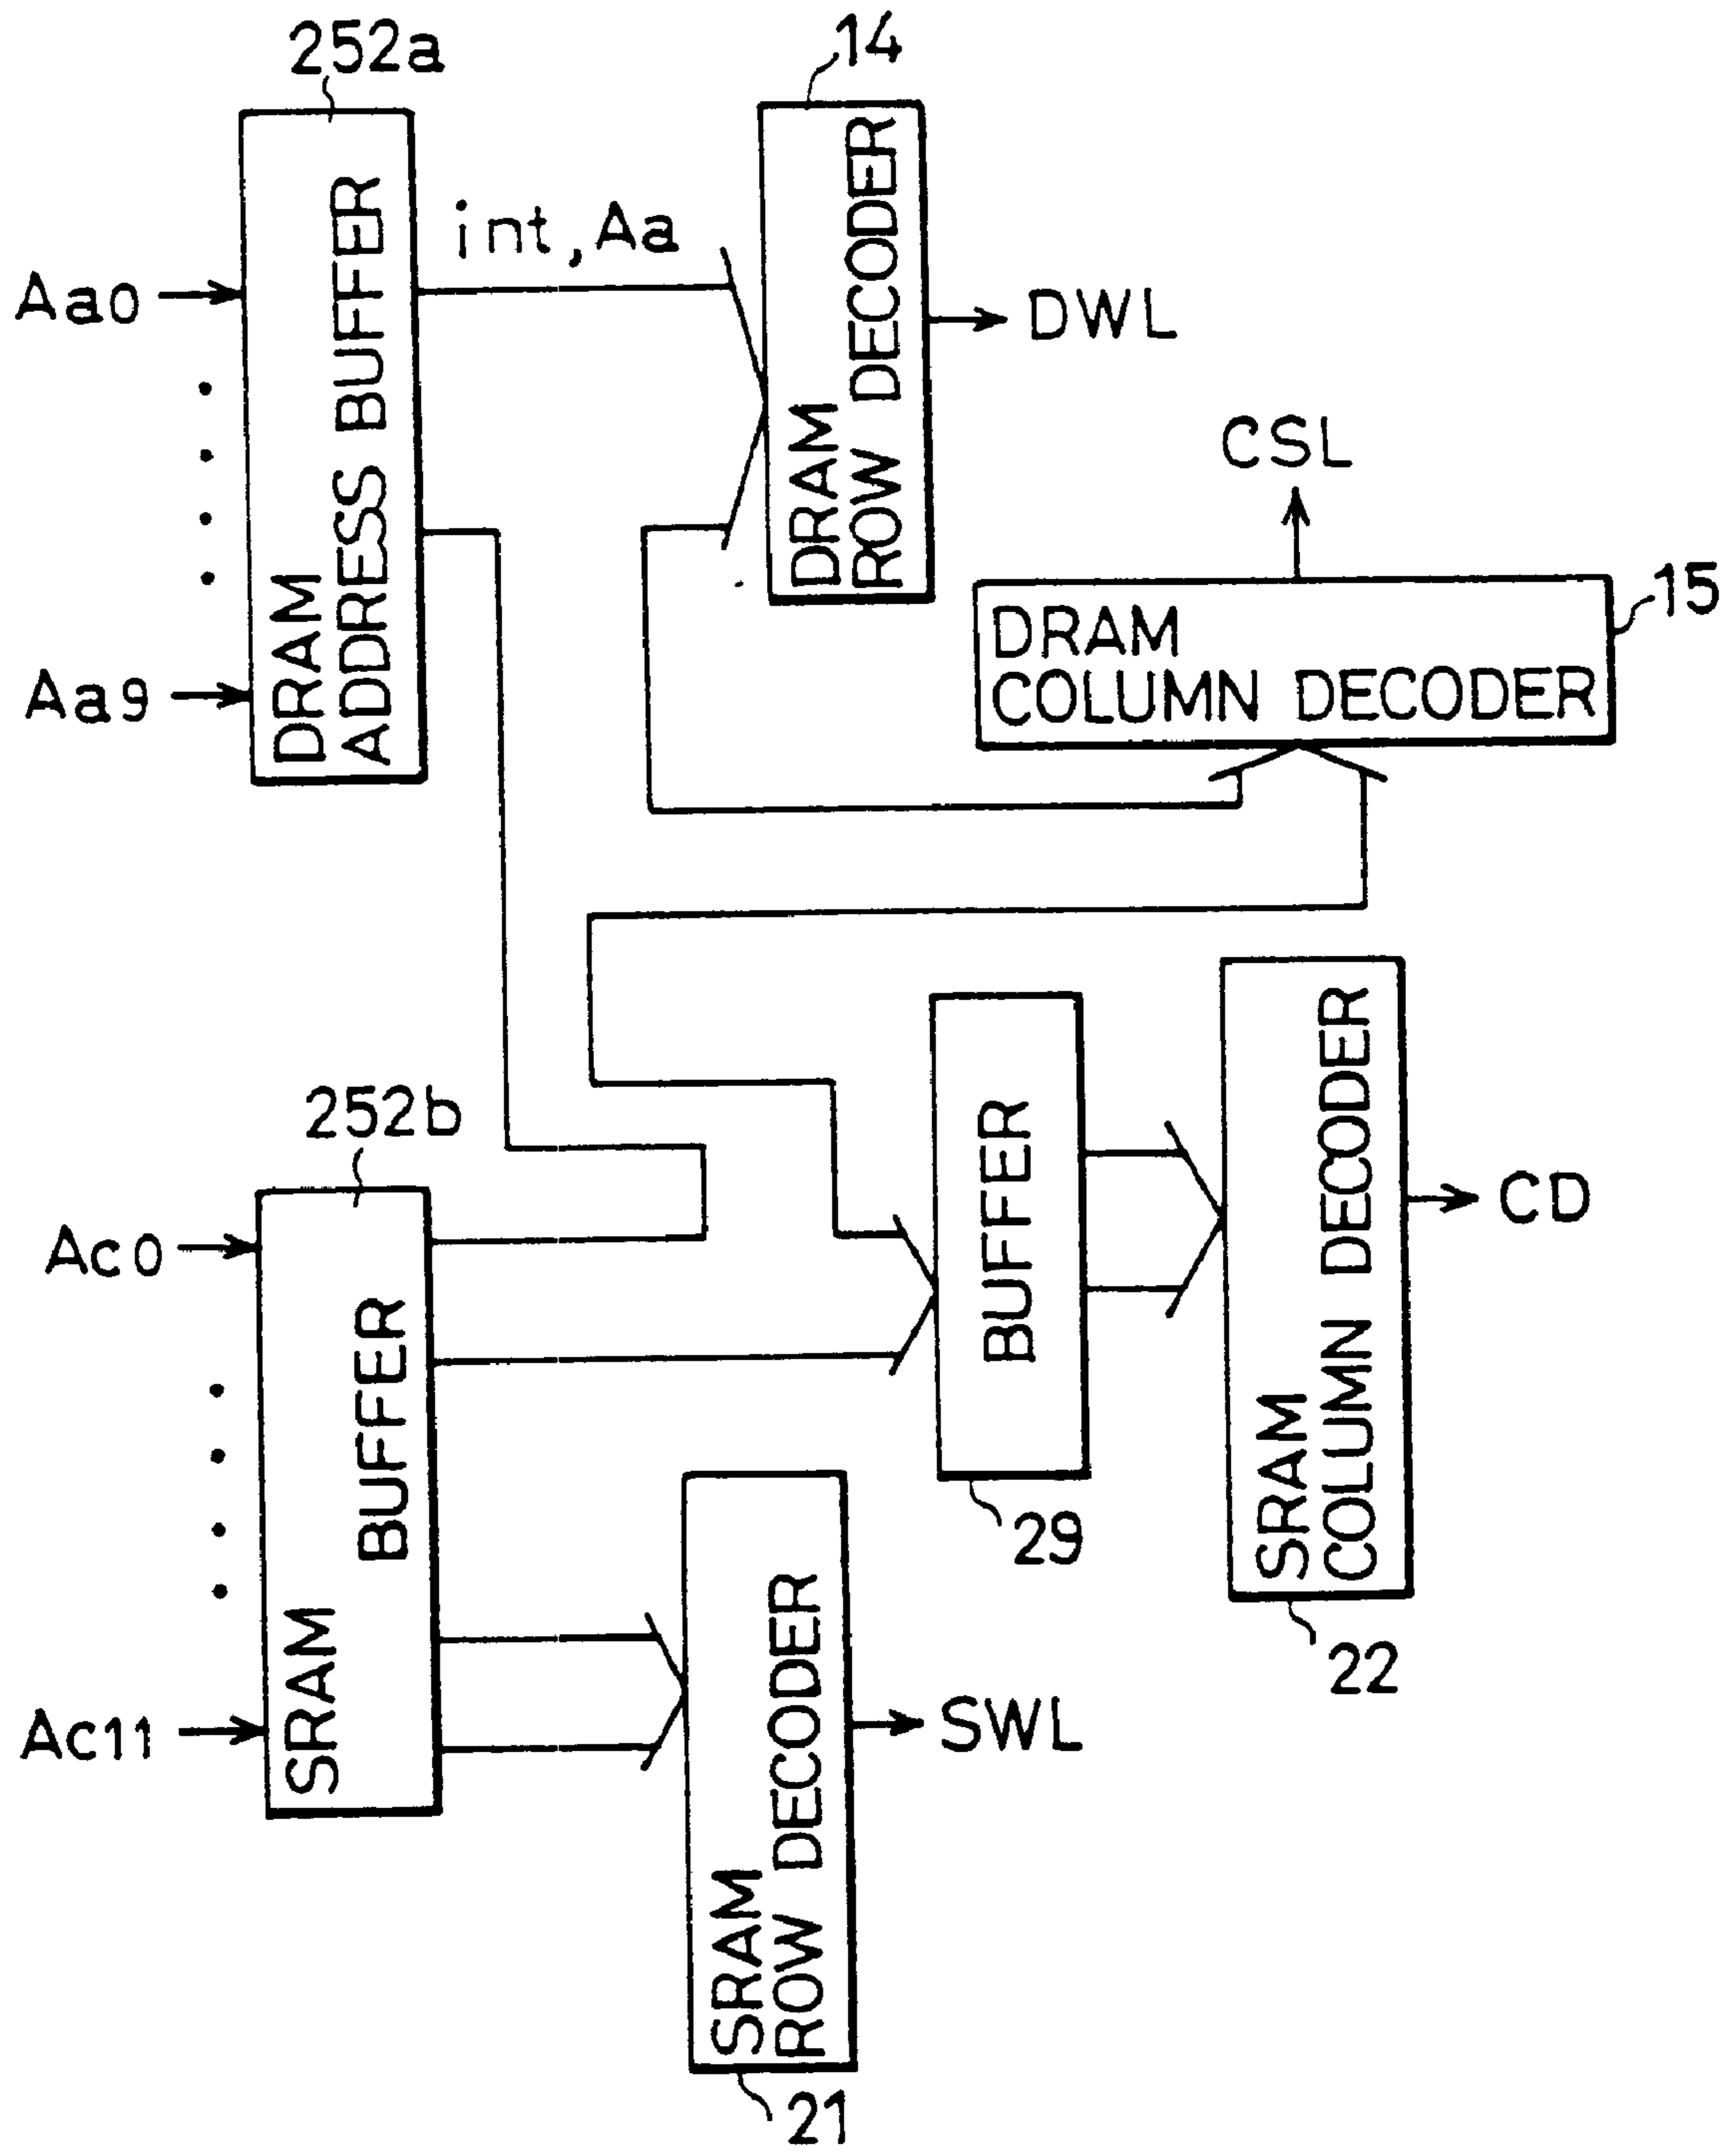 252a
14
DRAM
ADDRESS BUFFER
int,Aa
DRAM
ROW DECODER
Aa0
DWL
CSL
15
DRAM
COLUMN DECODER
Aa9
252b
BUFFER
SRAM
COLUMN DECODER
CD
Ac0
SRAM
BUFFER
29
22
Ac11
SRAM
ROW DECODER
SWL
21